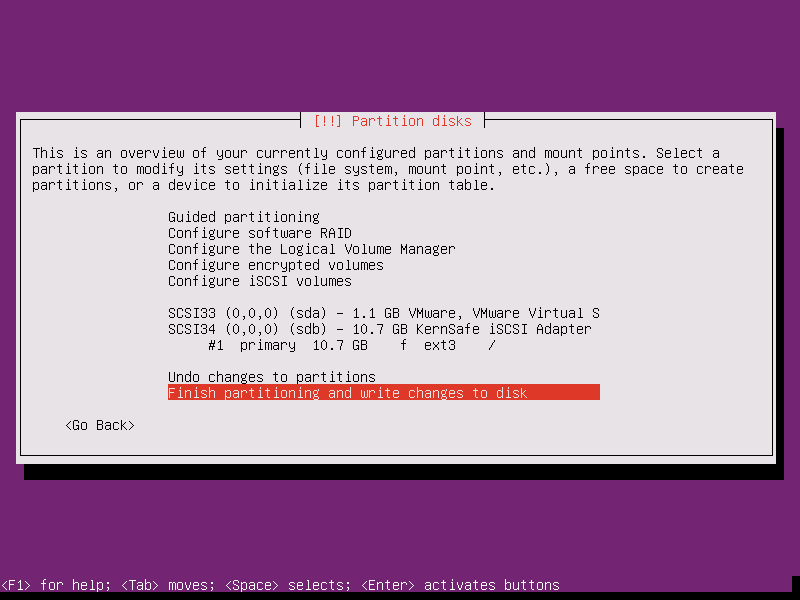 [!!] Partition disks
This is an overview of your currently configured partitions and mount points. Select a
partition to modify its settings (file system, mount point, etc.), a free space to create
partitions, or a device to initialize its partition table.
Guided partitioning
Configure software RAID
Configure the Logical Volume Manager
Configure encrypted volumes
Configure iSCSI volumes
SCSI33 (0,0,0) (sda) - 1.1 GB VMware, VMware Virtual S
SCSI34 (0,0,0) (sdb) - 10.7 GB KernSafe iSCSI Adapter
#1 primary 10.7 GB f ext3 /
Undo changes to partitions
Finish partitioning and write changes to disk
<Go Back>
<F1> for help; <Tab> moves; <Space> selects; <Enter> activates buttons